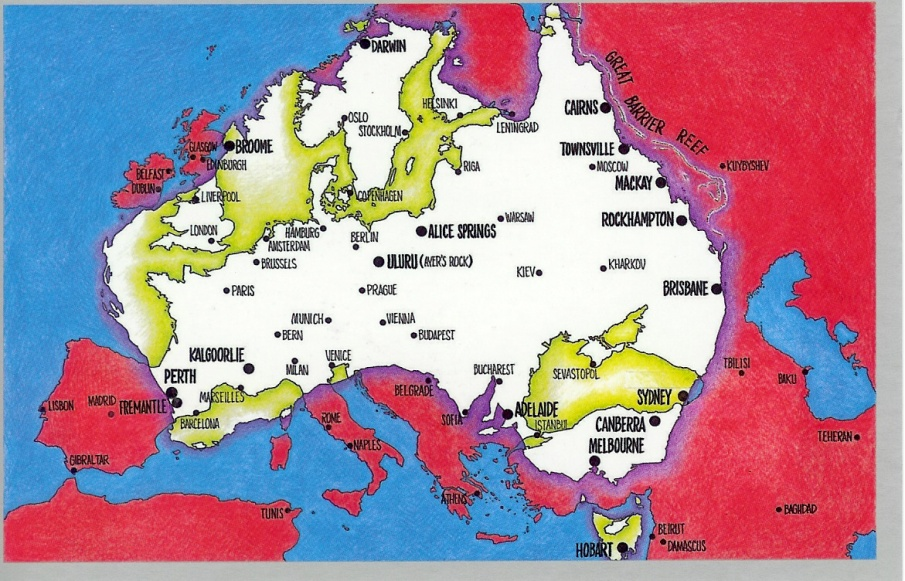 DARWIN
GREAT BARRIER REEF
HELSINKI
CAIRNS
OSLO
STOCKHOLM
LENINGRAD
GLASGOW
BROOME
EDINBURGH
TOWNSVILLE
MOSCOW
KUYBYSHEV
BELFAST
RIGA
MACKAY
DUBLIN
LIVERPOOL
COPENHAGEN
WARSAW
ROCKHAMPTON
LONDON
HAMBURG
ALICE SPRINGS
AMSTERDAM
BERLIN
BRUSSELS
ULURU (AYER'S ROCK)
KIEV
KHARKOV
PARIS
PRAGUE
BRISBANE
MUNICH
VIENNA
BERN
BUDAPEST
KALGOORLIE
VENICE
MILAN
BUCHAREST
SEVASTOPOL
TBILISI
BAKU
PERTH
BELGRADE
MARSEILLES
SYDNEY
LISBON
MADRID
FREMANTLE
BARCELONA
ROME
SOFIA
ADELAIDE
ISTANBUL
CANBERRA
TEHERAN
NAPLES
MELBOURNE
GIBRALTAR
ATHENS
TUNIS
BAGHDAD
BEIRUT
HOBART
DAMASCUS